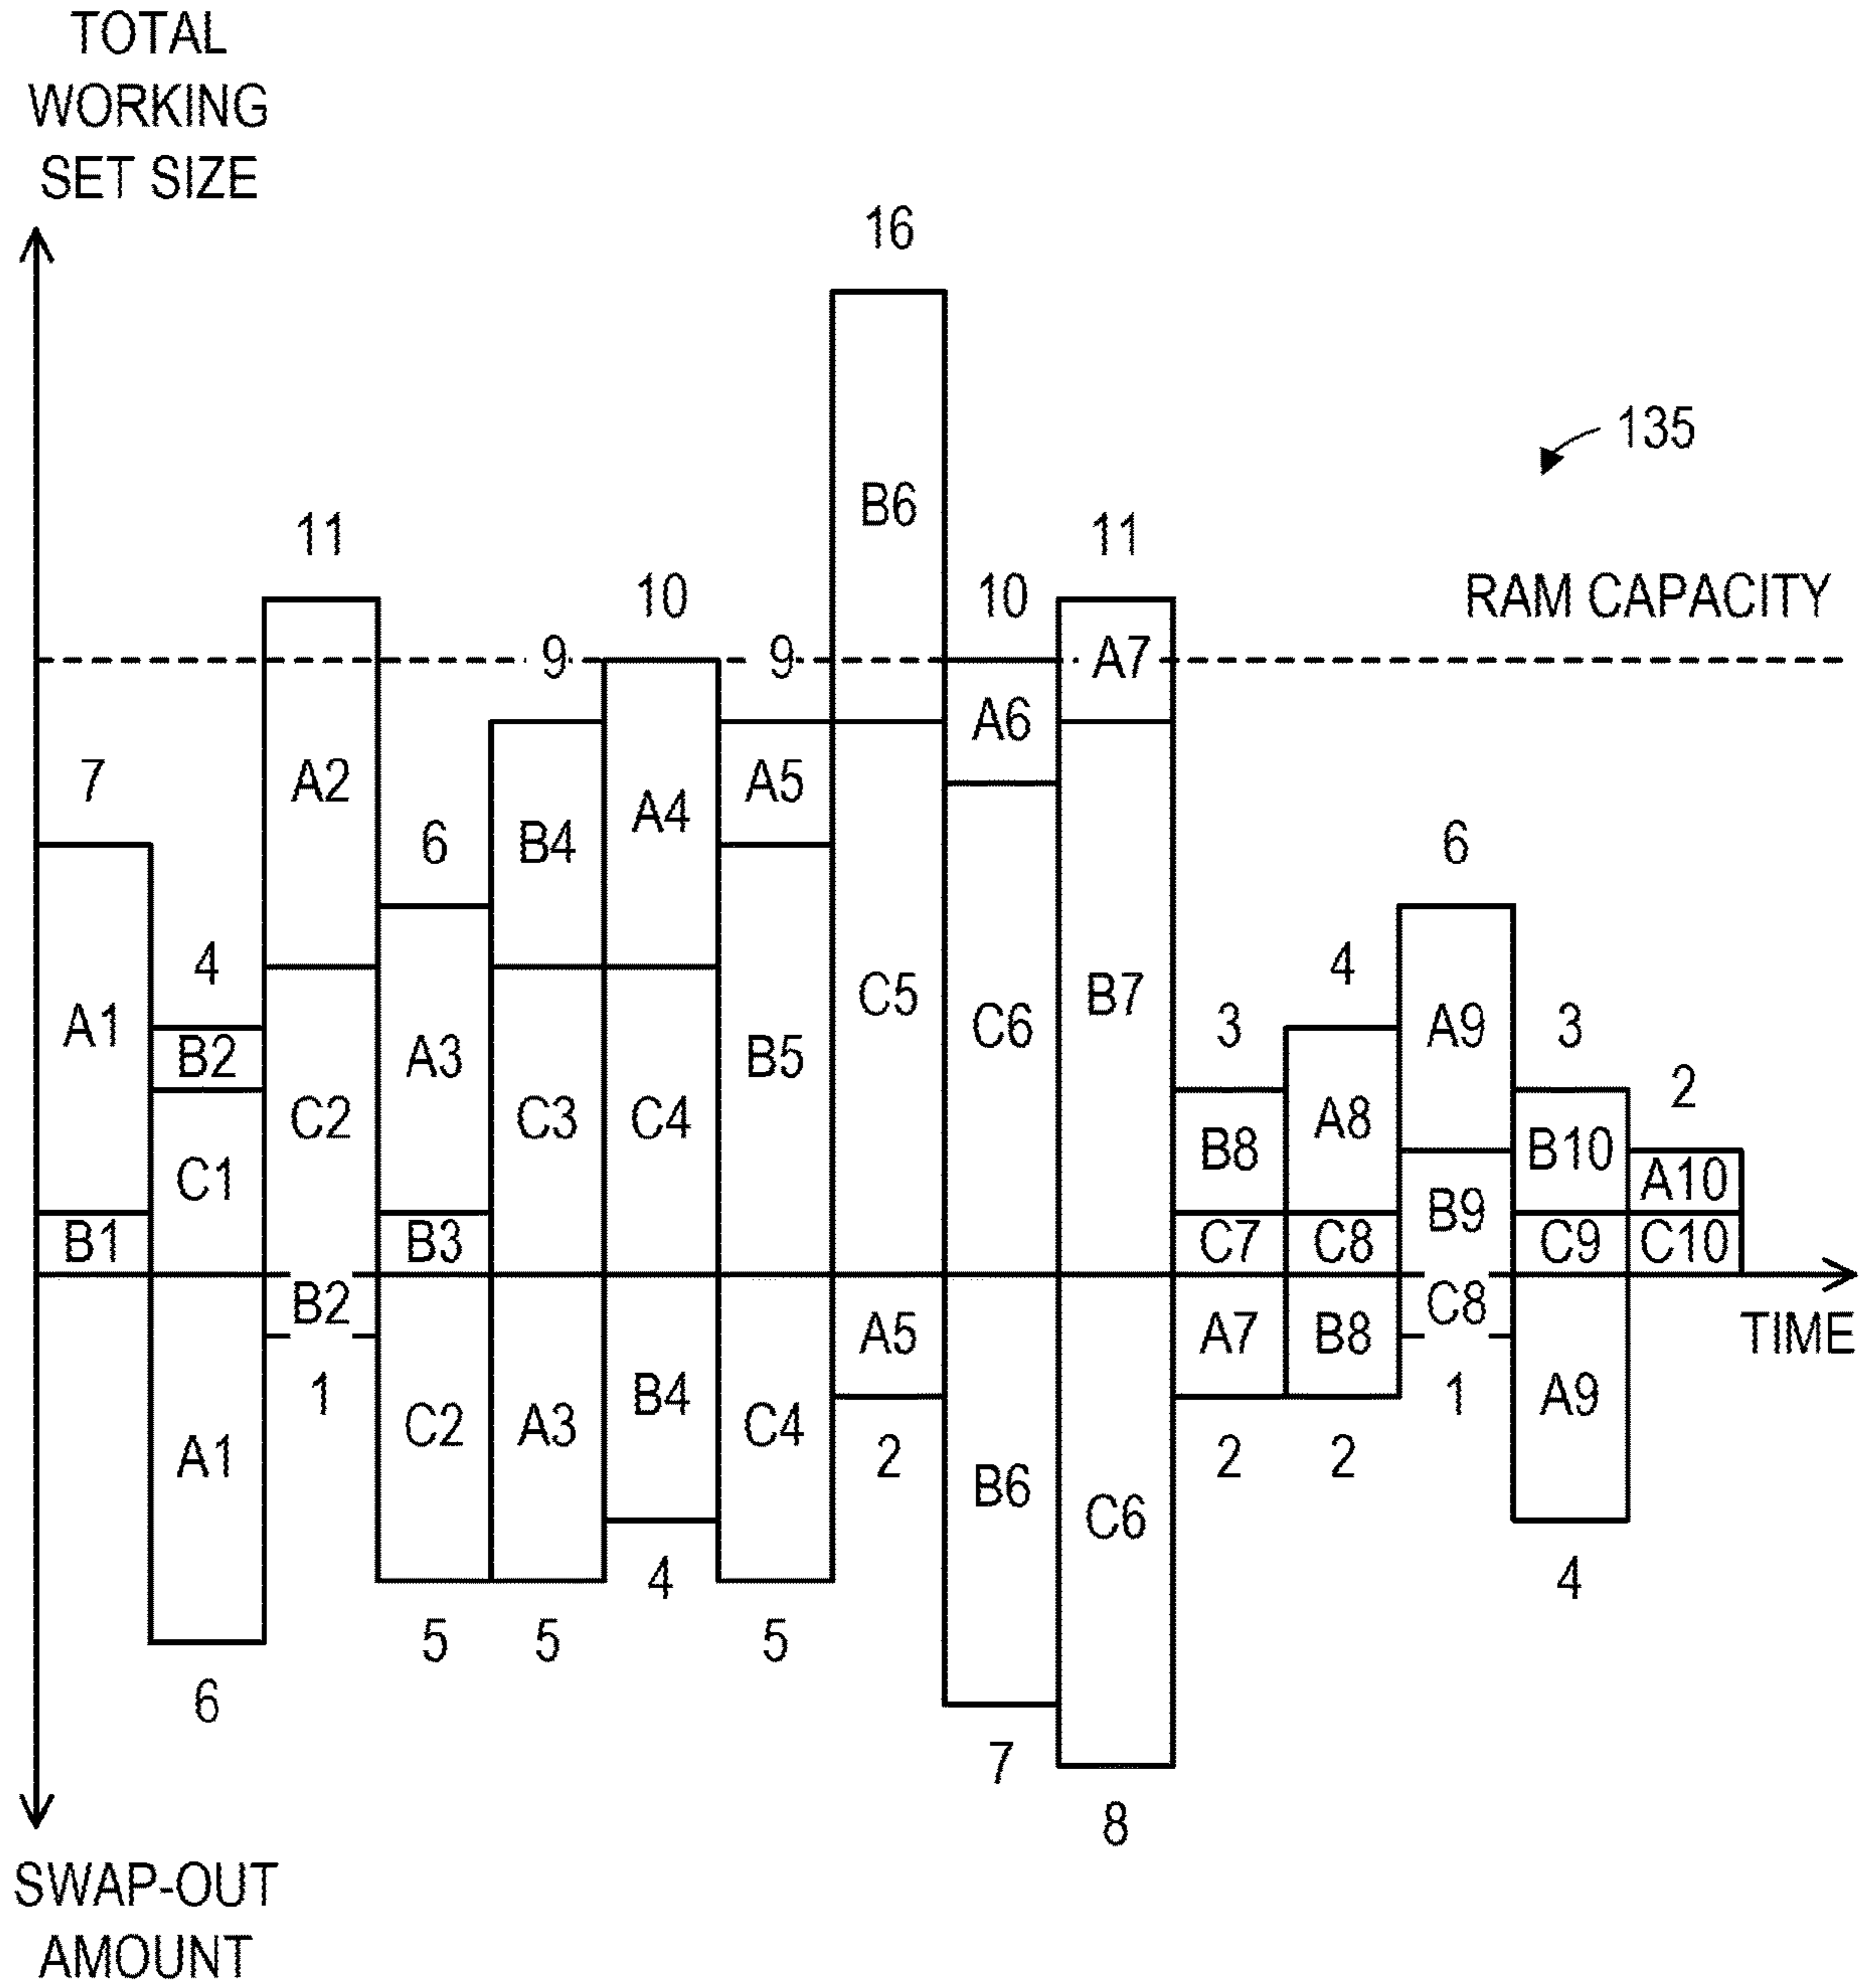 TOTAL
WORKING
SET SIZE
16
135
B6
11
10
10
11
RAM CAPACITY
9
9
A7
A6
7
A2
A5
6
B4
A4
6
4
4
A1
B2
A3
C5
C6
B7
3
A9
3
B5
2
C2
C3
C4
B8
A8
C1
B10
A10
B1
B3
C7
C8
B9
C9
C10
B2
C8
A5
A7
B8
TIME
1
B4
1
A9
A1
C2
A3
C4
2
B6
2
2
C6
4
4
5
5
5
6
7
8
SWAP-OUT
AMOUNT